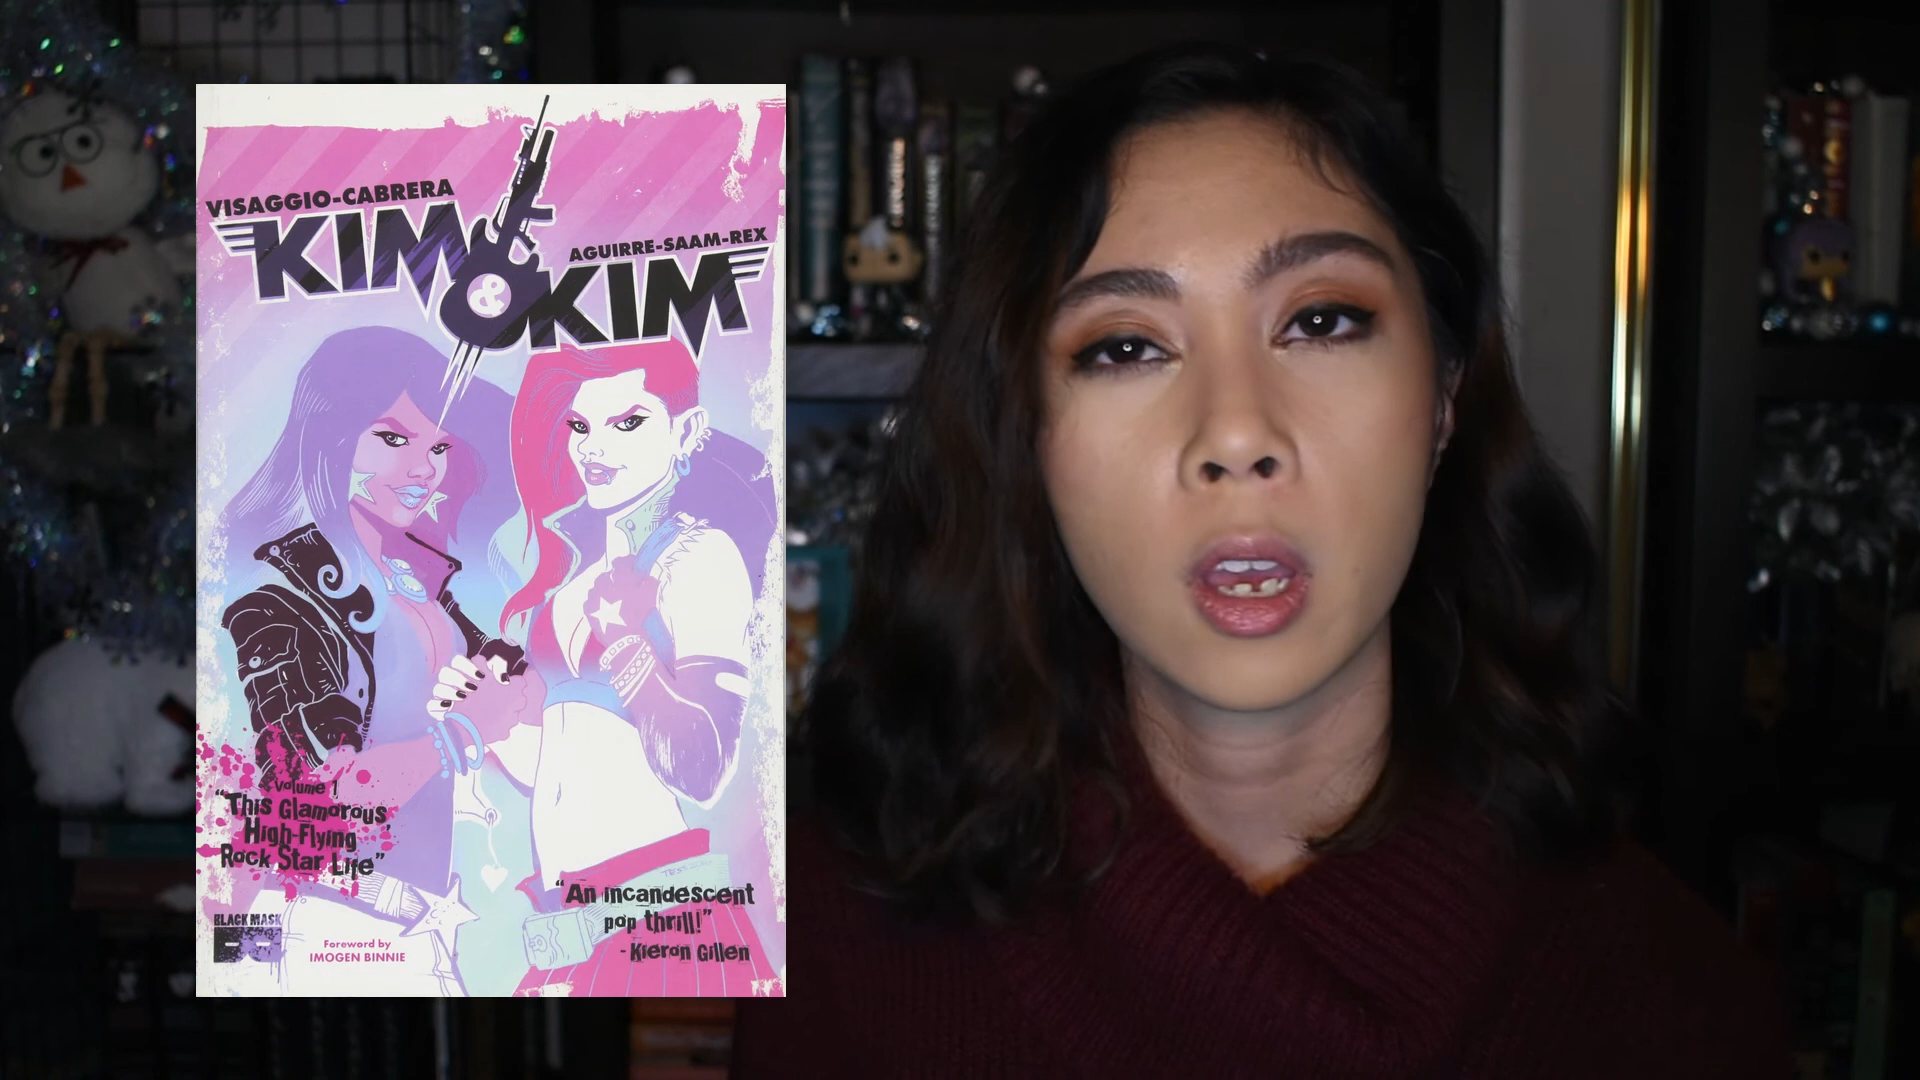 VISAGGIO-CABRERA
KIM
&
AGUIRRE-SAAM-REX
KIM
Volume 1
"This Glamorous,
High-Flying
Rock Star Life"
"An incandescent
pop thrill!"
-Kieron Gillen
BLACK MASK
Foreword by
IMOGEN BINNIE